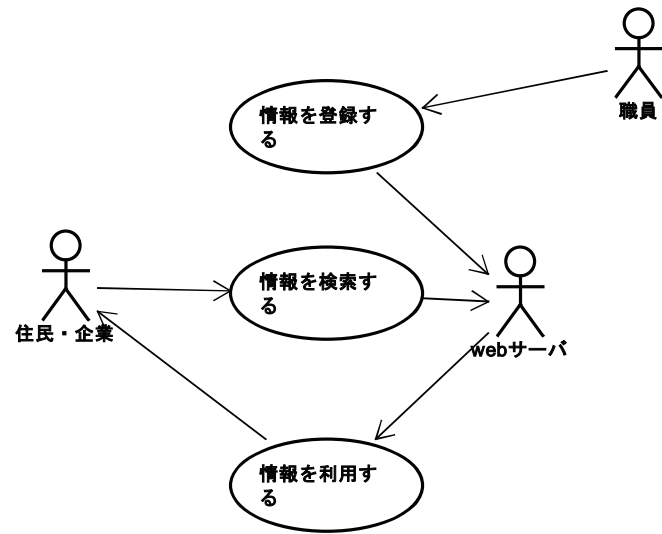 職員
情報を登録す
る
情報を検索す
る
住民・企業
webサーバ
情報を利用す
る